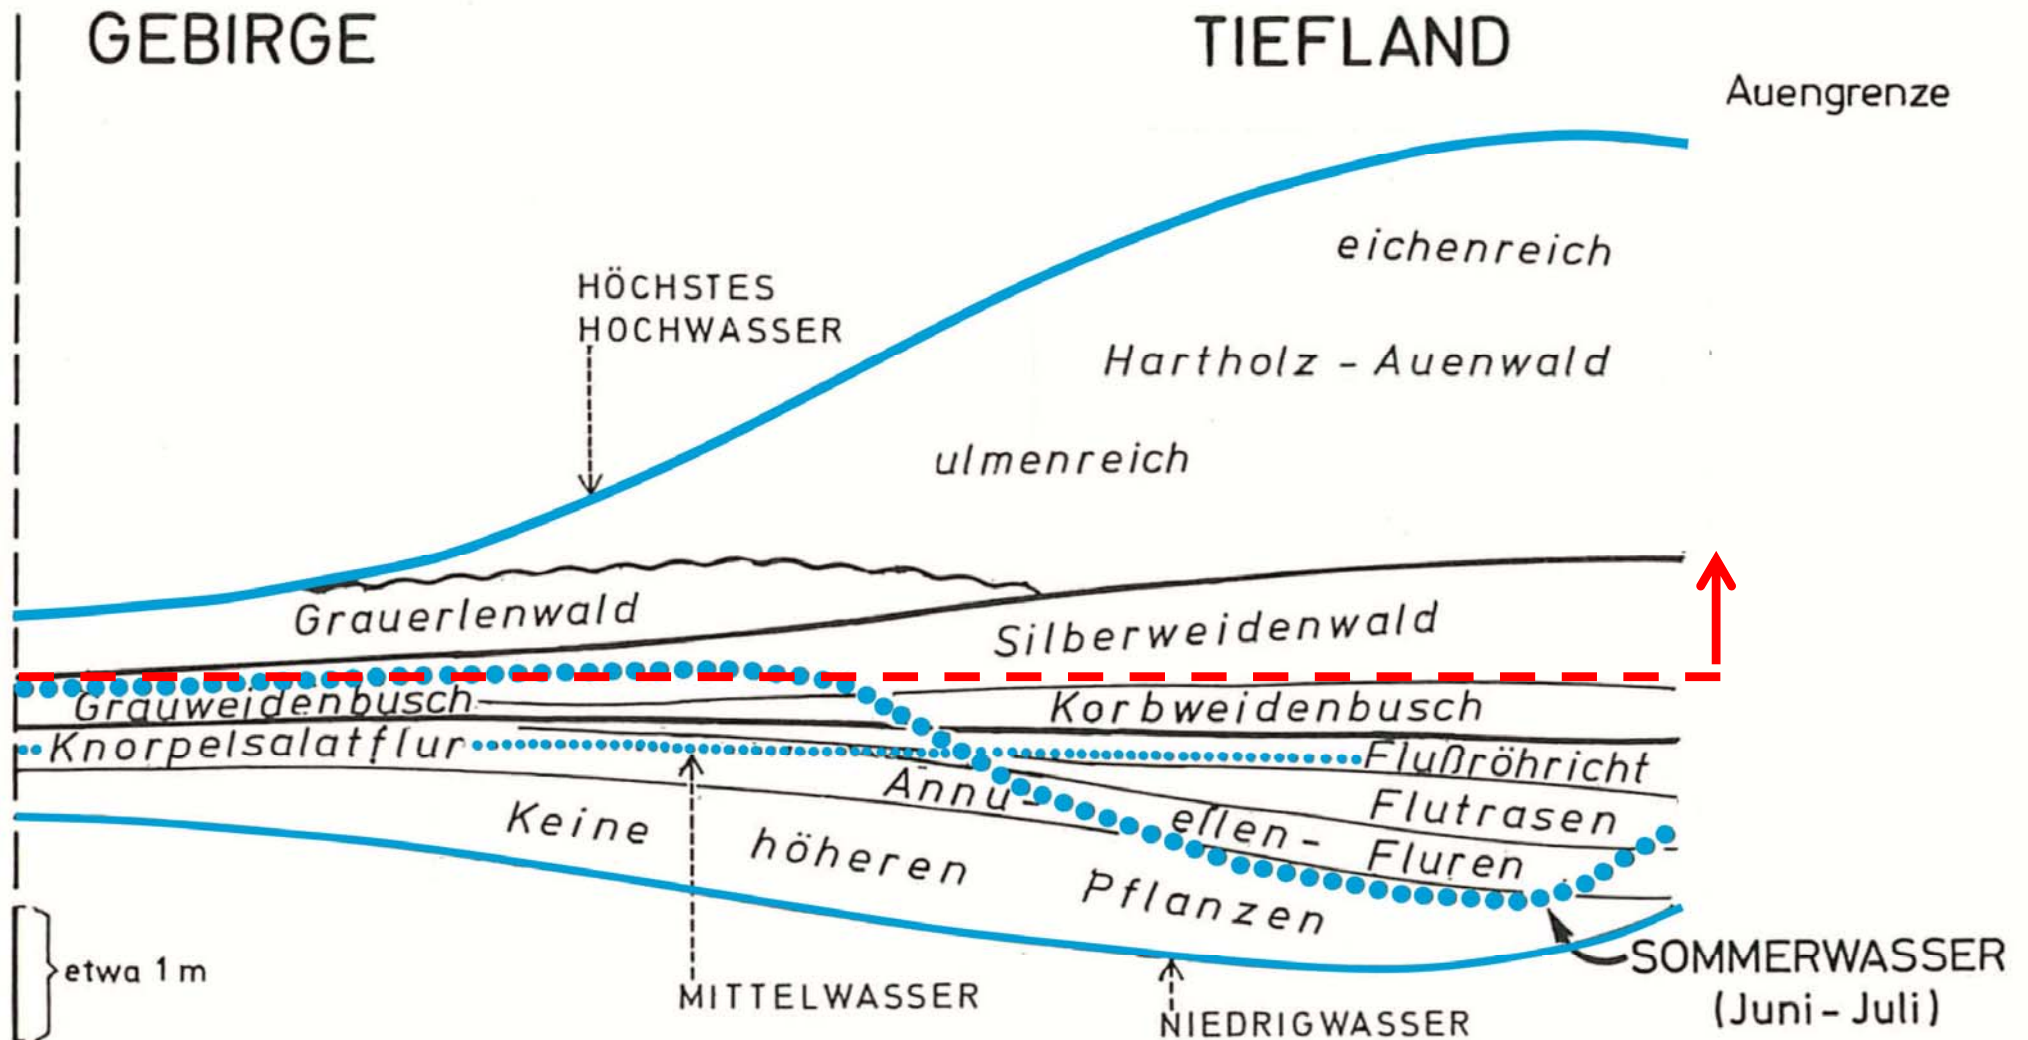 GEBIRGE
TIEFLAND
Auengrenze
eichenreich
HÖCHSTES
HOCHWASSER
Hartholz - Auenwald
ulmenreich
Grauerlenwald
Silberweidenwald
Grauweidenbusch
Korbweidenbusch
Knorpelsalatflur
Flußröhricht
Annu-
ellen - Fluren
Flutrasen
Keine höheren Pflanzen
etwa 1 m
MITTELWASSER
NIEDRIGWASSER
SOMMERWASSER
(Juni - Juli)